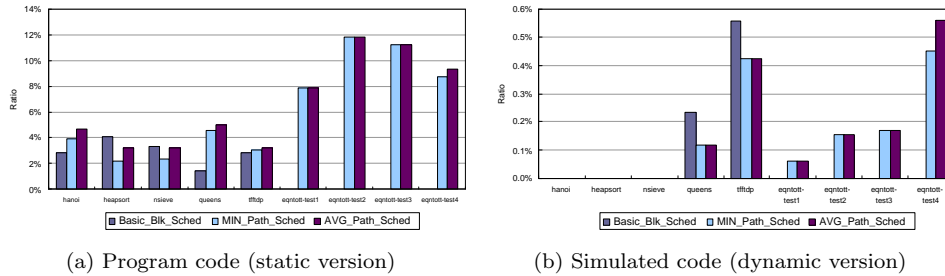 14%
12%
10%
8%
6%
4%
2%
0%
Ratio
hanoi heapsort nsieve queens tfftdp eqntott-test1 eqntott-test2 eqntott-test3 eqntott-test4
Basic_Blk_Sched MIN_Path_Sched AVG_Path_Sched
(a) Program code (static version)
0.6%
0.5%
0.4%
0.3%
0.2%
0.1%
0.0%
Ratio
hanoi heapsort nsieve queens tfftdp eqntott- eqntott- eqntott- eqntott-
test1 test2 test3 test4
Basic_Blk_Sched MIN_Path_Sched AVG_Path_Sched
(b) Simulated code (dynamic version)